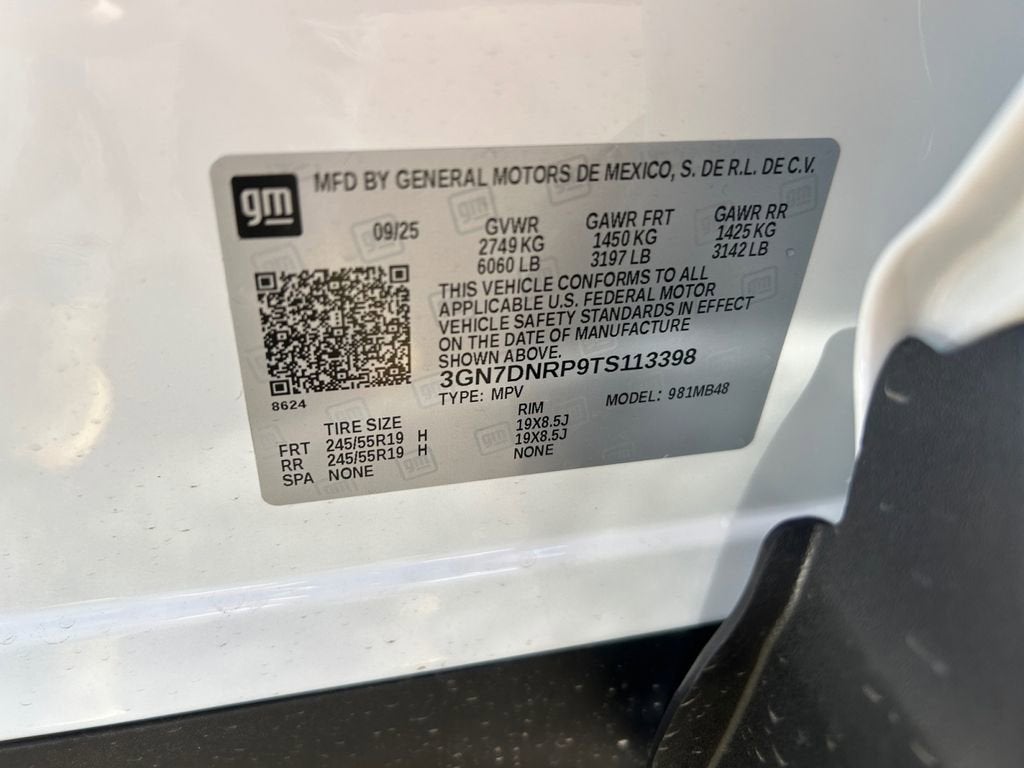 gm
MFD BY GENERAL MOTORS DE MEXICO, S. DE R.L. DE C.V.
09/25 GVWR GAWR FRT GAWR RR
2749 KG 1450 KG 1425 KG
6060 LB 3197 LB 3142 LB
THIS VEHICLE CONFORMS TO ALL
APPLICABLE U.S. FEDERAL MOTOR
VEHICLE SAFETY STANDARDS IN EFFECT
ON THE DATE OF MANUFACTURE
SHOWN ABOVE.
3GN7DNRP9TS113398
8624
TYPE: MPV MODEL: 981MB48
TIRE SIZE RIM
FRT 245/55R19 H 19X8.5J
RR 245/55R19 H 19X8.5J
SPA NONE NONE